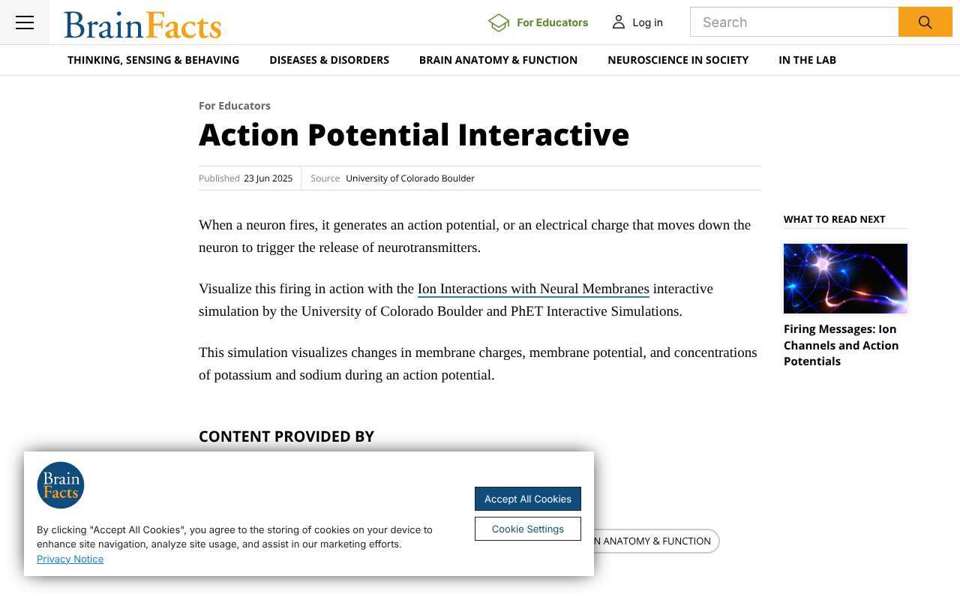 BrainFacts
For Educators
Log in
Search
THINKING, SENSING & BEHAVING
DISEASES & DISORDERS
BRAIN ANATOMY & FUNCTION
NEUROSCIENCE IN SOCIETY
IN THE LAB
For Educators
Action Potential Interactive
Published 23 Jun 2025
Source University of Colorado Boulder
When a neuron fires, it generates an action potential, or an electrical charge that moves down the
neuron to trigger the release of neurotransmitters.
Visualize this firing in action with the Ion Interactions with Neural Membranes interactive
simulation by the University of Colorado Boulder and PhET Interactive Simulations.
This simulation visualizes changes in membrane charges, membrane potential, and concentrations
of potassium and sodium during an action potential.
CONTENT PROVIDED BY
WHAT TO READ NEXT
Firing Messages: Ion
Channels and Action
Potentials
Brain
Facts
By clicking "Accept All Cookies", you agree to the storing of cookies on your device to
enhance site navigation, analyze site usage, and assist in our marketing efforts.
Privacy Notice
Accept All Cookies
Cookie Settings
N ANATOMY & FUNCTION